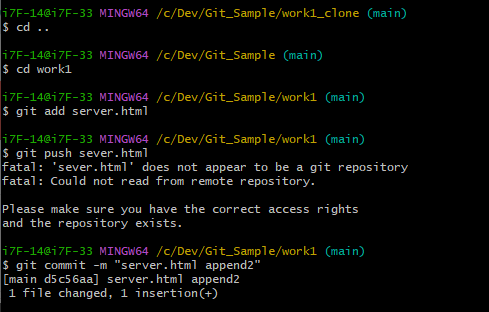 i7F-14@i7F-33 MINGW64 /c/Dev/Git_Sample/work1_clone (main)
$ cd ..
i7F-14@i7F-33 MINGW64 /c/Dev/Git_Sample (main)
$ cd work1
i7F-14@i7F-33 MINGW64 /c/Dev/Git_Sample/work1 (main)
$ git add server.html
i7F-14@i7F-33 MINGW64 /c/Dev/Git_Sample/work1 (main)
$ git push sever.html
fatal: 'sever.html' does not appear to be a git repository
fatal: Could not read from remote repository.
Please make sure you have the correct access rights
and the repository exists.
i7F-14@i7F-33 MINGW64 /c/Dev/Git_Sample/work1 (main)
$ git commit -m "server.html append2"
[main d5c56aa] server.html append2
1 file changed, 1 insertion(+)